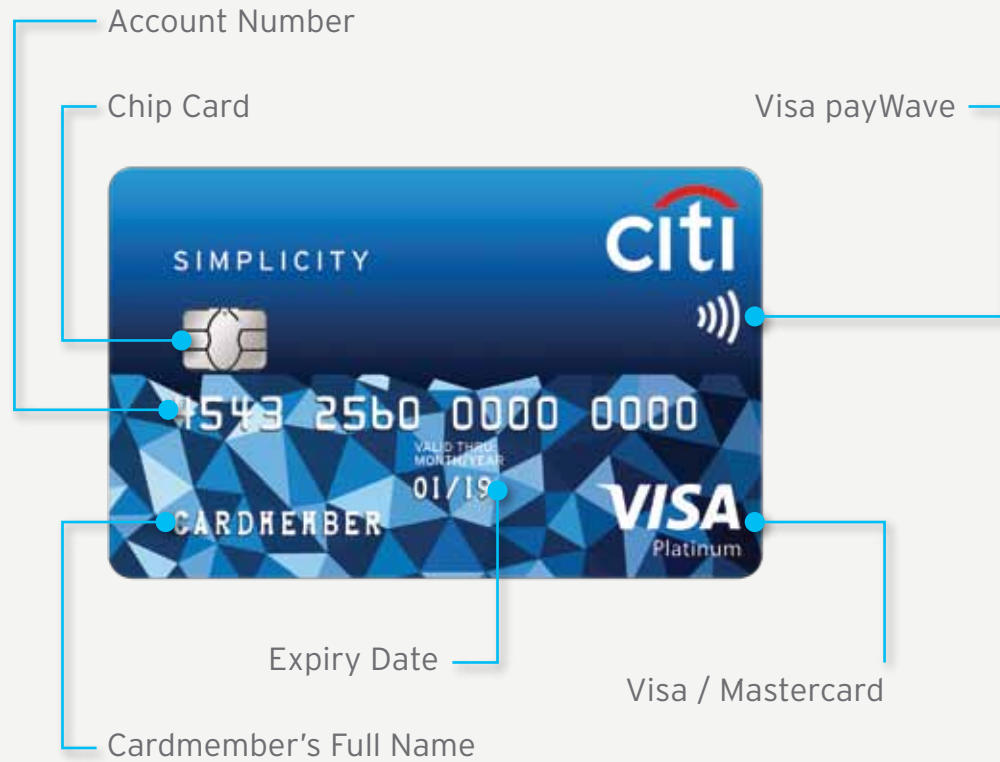 Account Number
Chip Card
Visa payWave
citi
SIMPLICITY
4543 2560 0000 0000
VALID THRU
MONTH/YEAR
01/19
CARDMEMBER
VISA
Platinum
Expiry Date
Visa / Mastercard
Cardmember's Full Name